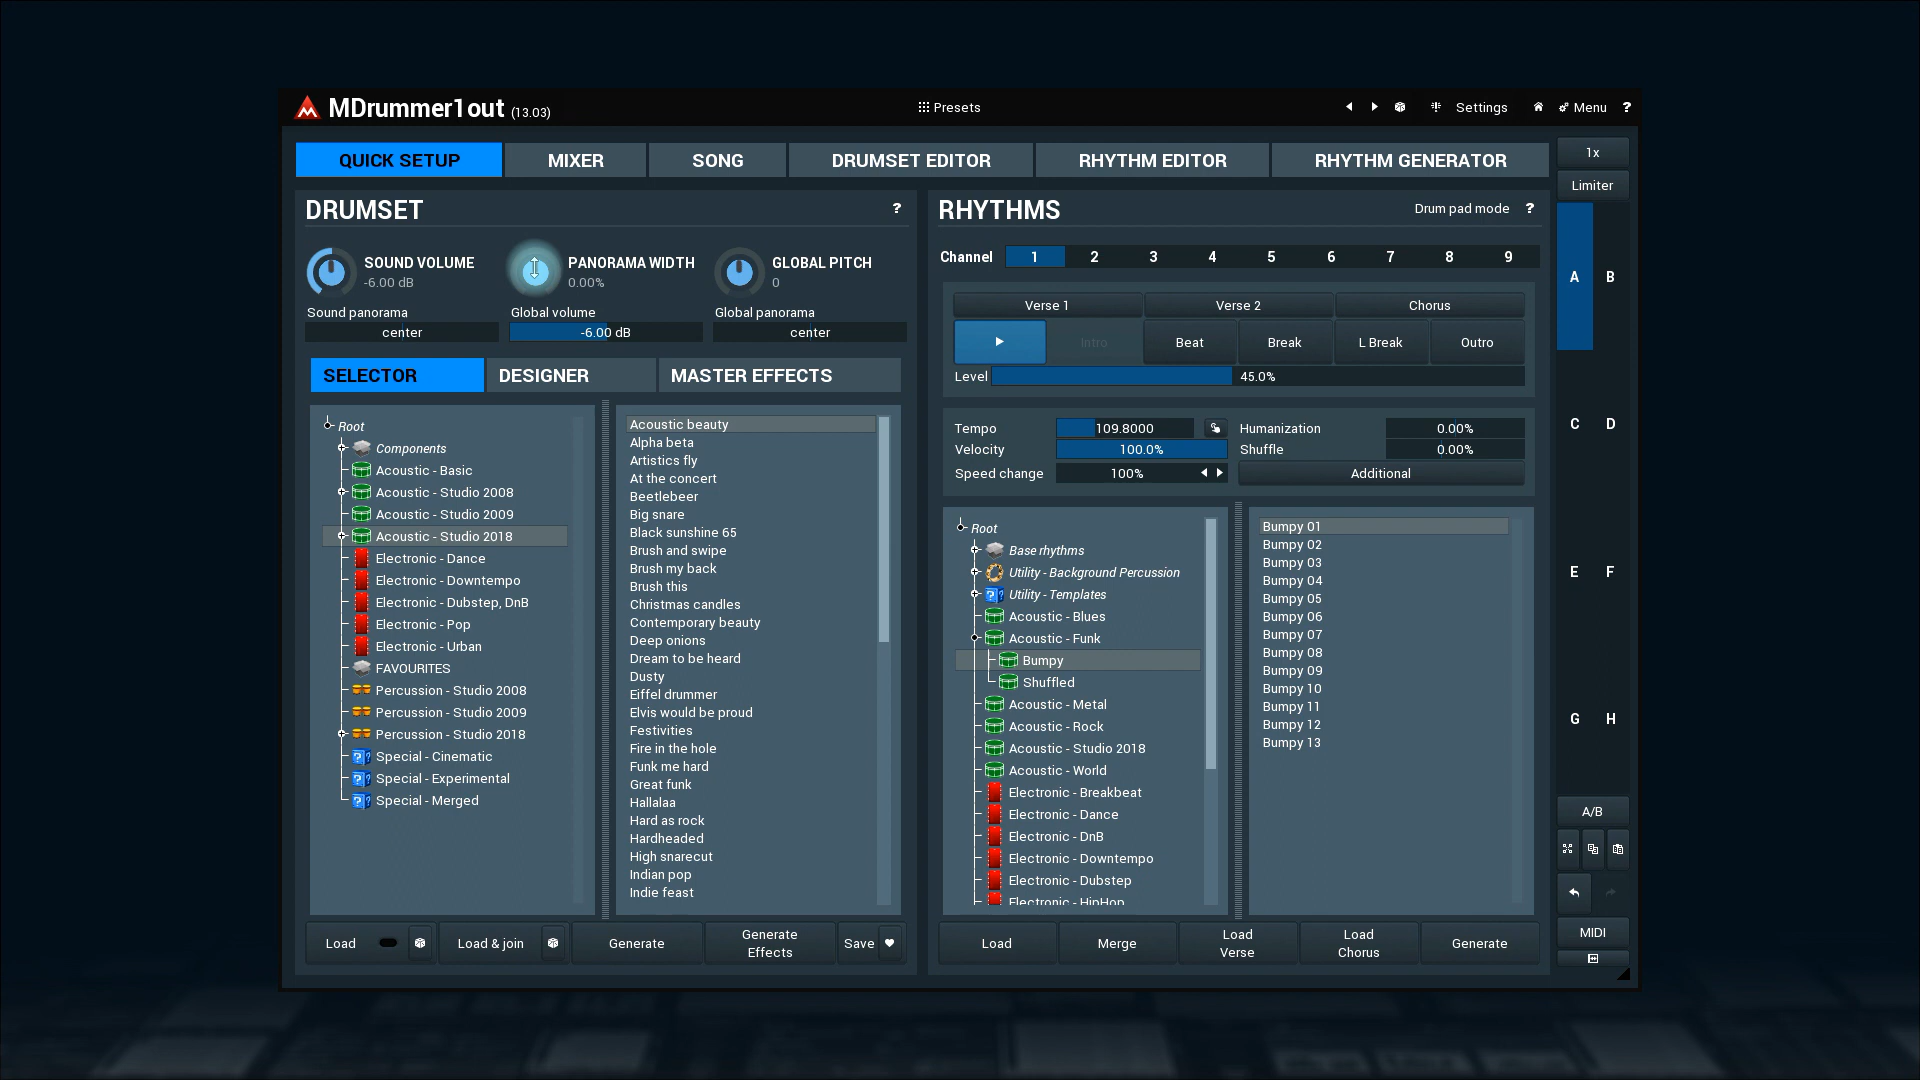 MDrummer1out (13.03)
Presets
Settings
Menu
?
QUICK SETUP
MIXER
SONG
DRUMSET EDITOR
RHYTHM EDITOR
RHYTHM GENERATOR
DRUMSET
?
SOUND VOLUME
-6.00 dB
PANORAMA WIDTH
0.00%
GLOBAL PITCH
0
Sound panorama
center
Global volume
-6.00 dB
Global panorama
center
SELECTOR
DESIGNER
MASTER EFFECTS
Root
Components
Acoustic - Basic
Acoustic - Studio 2008
Acoustic - Studio 2009
Acoustic - Studio 2018
Electronic - Dance
Electronic - Downtempo
Electronic - Dubstep, DnB
Electronic - Pop
Electronic - Urban
FAVOURITES
Percussion - Studio 2008
Percussion - Studio 2009
Percussion - Studio 2018
Special - Cinematic
Special - Experimental
Special - Merged
Acoustic beauty
Alpha beta
Artistics fly
At the concert
Beetlebeer
Big snare
Black sunshine 65
Brush and swipe
Brush my back
Brush this
Christmas candles
Contemporary beauty
Deep onions
Dream to be heard
Dusty
Eiffel drummer
Elvis would be proud
Festivities
Fire in the hole
Funk me hard
Great funk
Hallalaa
Hard as rock
Hardheaded
High snarecut
Indian pop
Indie feast
Load
Load & join
Generate
Generate
Effects
Save
RHYTHMS
Drum pad mode
?
Channel
1
2
3
4
5
6
7
8
9
Verse 1
Verse 2
Chorus
Intro
Beat
Break
L Break
Outro
Level
45.0%
Tempo
109.8000
Humanization
0.00%
Velocity
100.0%
Shuffle
0.00%
Speed change
100%
Additional
Root
Base rhythms
Utility - Background Percussion
Utility - Templates
Acoustic - Blues
Acoustic - Funk
Bumpy
Shuffled
Acoustic - Metal
Acoustic - Rock
Acoustic - Studio 2018
Acoustic - World
Electronic - Breakbeat
Electronic - Dance
Electronic - DnB
Electronic - Downtempo
Electronic - Dubstep
Electronic - HipHop
Bumpy 01
Bumpy 02
Bumpy 03
Bumpy 04
Bumpy 05
Bumpy 06
Bumpy 07
Bumpy 08
Bumpy 09
Bumpy 10
Bumpy 11
Bumpy 12
Bumpy 13
Load
Merge
Load
Verse
Load
Chorus
Generate
1x
Limiter
A
B
C
D
E
F
G
H
A/B
MIDI